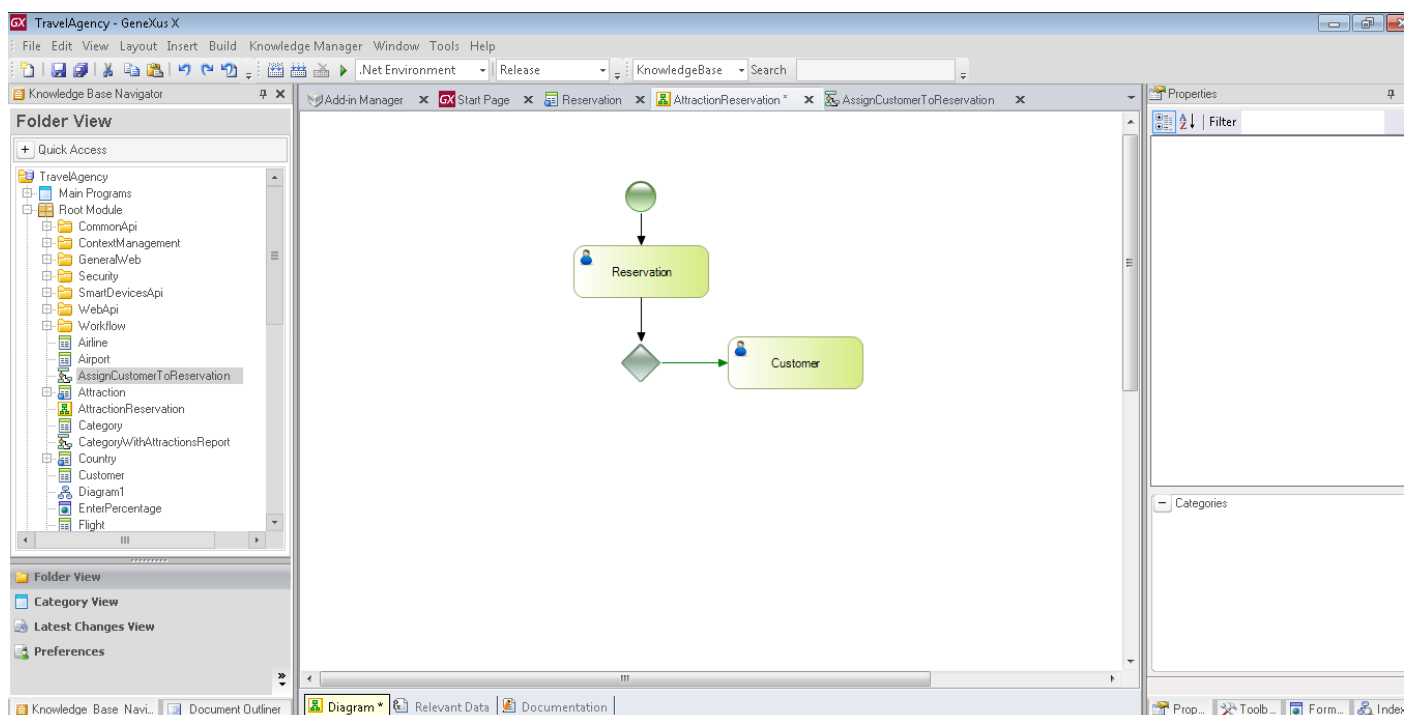 TravelAgency - GeneXus X
File Edit View Layout Insert Build Knowledge Manager Window Tools Help
.Net Environment Release KnowledgeBase Search
Knowledge Base Navigator
Folder View
Quick Access
TravelAgency
Main Programs
Root Module
CommonApi
ContextManagement
GeneralWeb
Security
SmartDevicesApi
WebApi
Workflow
Airline
Airport
AssignCustomerToReservation
Attraction
AttractionReservation
Category
CategoryWithAttractionsReport
Country
Customer
Diagram1
EnterPercentage
Flight
Folder View
Category View
Latest Changes View
Preferences
Knowledge Base Navi... Document Outliner
Add-in Manager GX Start Page Reservation AttractionReservation * AssignCustomerToReservation
Reservation
Customer
Diagram * Relevant Data Documentation
Properties
Filter
Categories
Prop... Toolb... Form... Index